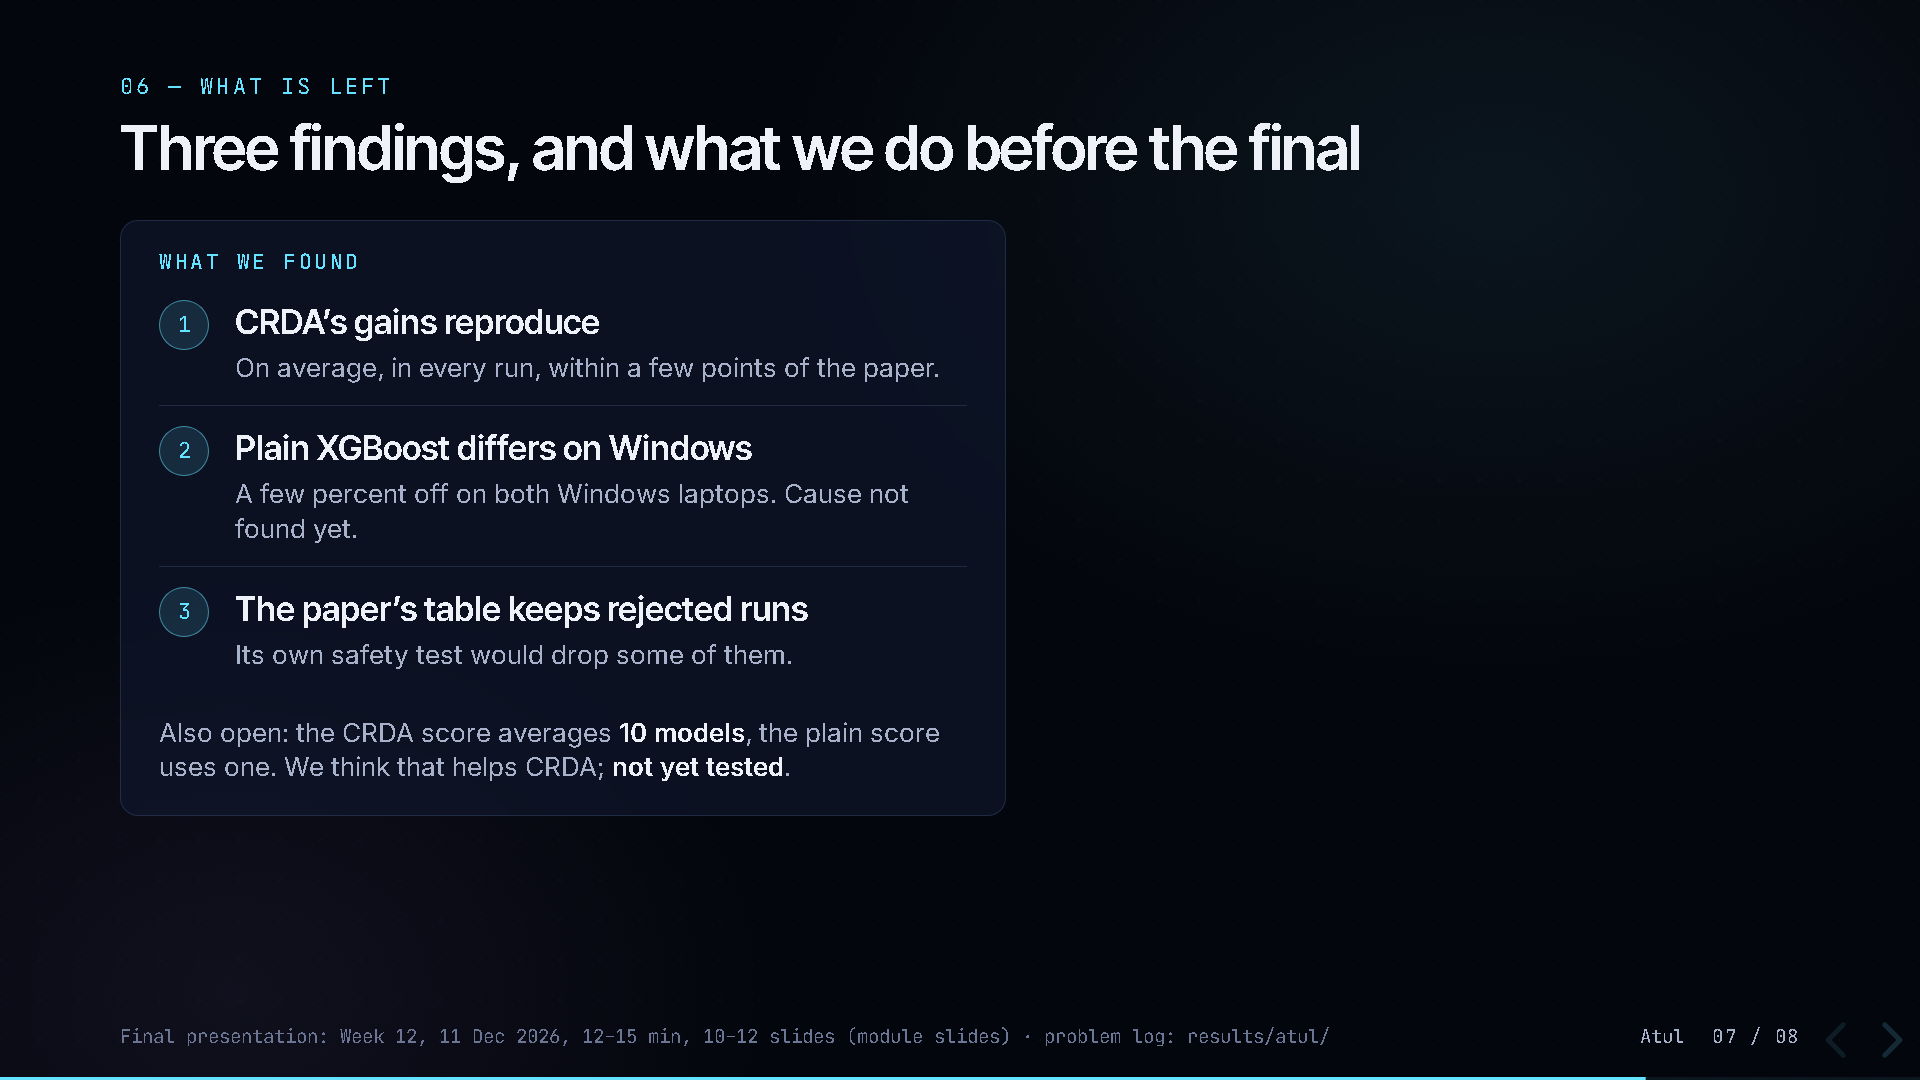 06 — WHAT IS LEFT
Three findings, and what we do before the final
WHAT WE FOUND
1
CRDA’s gains reproduce
On average, in every run, within a few points of the paper.
2
Plain XGBoost differs on Windows
A few percent off on both Windows laptops. Cause not
found yet.
3
The paper’s table keeps rejected runs
Its own safety test would drop some of them.
Also open: the CRDA score averages 10 models, the plain score
uses one. We think that helps CRDA; not yet tested.
Final presentation: Week 12, 11 Dec 2026, 12–15 min, 10–12 slides (module slides) · problem log: results/atul/
Atul 07 / 08